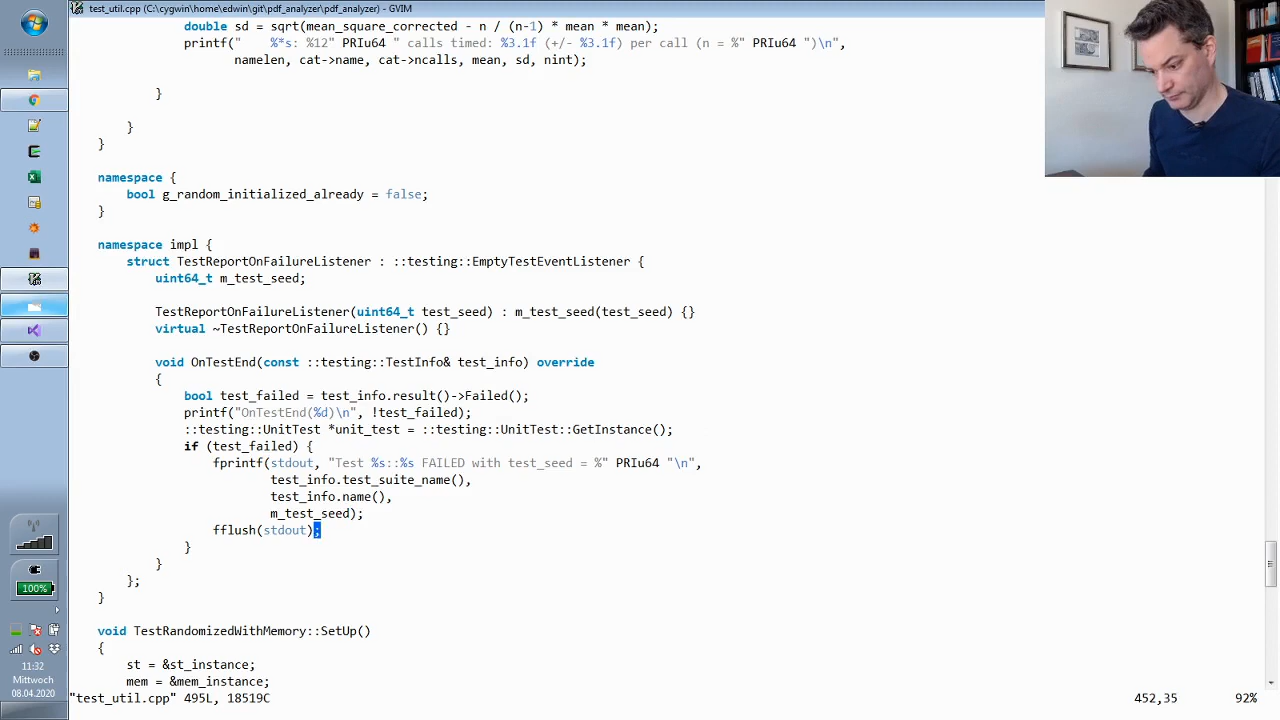 test_util.cpp (C:\cygwin\home\edwin\git\pdf_analyzer\pdf_analyzer) - GVIM
double sd = sqrt(mean_square_corrected - n / (n-1) * mean * mean);
printf("    %*s: %12" PRIu64 " calls timed: %3.1f (+/- %3.1f) per call (n = %" PRIu64 ")\n",
namelen, cat->name, cat->ncalls, mean, sd, nint);
}
}
}
namespace {
bool g_random_initialized_already = false;
}
namespace impl {
struct TestReportOnFailureListener : ::testing::EmptyTestEventListener {
uint64_t m_test_seed;
TestReportOnFailureListener(uint64_t test_seed) : m_test_seed(test_seed) {}
virtual ~TestReportOnFailureListener() {}
void OnTestEnd(const ::testing::TestInfo& test_info) override
{
bool test_failed = test_info.result()->Failed();
printf("OnTestEnd(%d)\n", !test_failed);
::testing::UnitTest *unit_test = ::testing::UnitTest::GetInstance();
if (test_failed) {
fprintf(stdout, "Test %s::%s FAILED with test_seed = %" PRIu64 "\n",
test_info.test_suite_name(),
test_info.name(),
m_test_seed);
fflush(stdout);
}
}
};
}
void TestRandomizedWithMemory::SetUp()
{
st = &st_instance;
mem = &mem_instance;
"test_util.cpp" 495L, 18519C
452,35
92%
100%
11:32
Mittwoch
08.04.2020